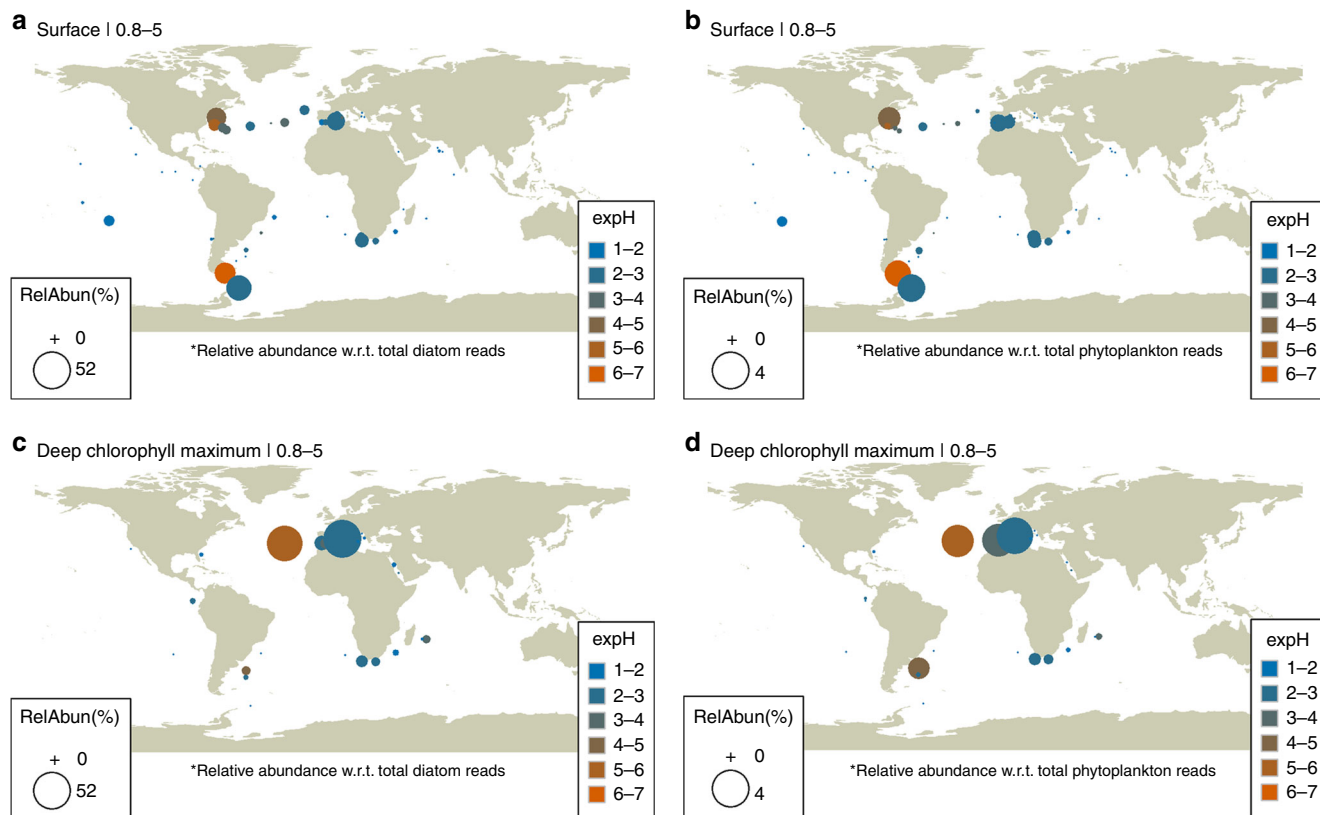 a Surface | 0.8–5
expH
1–2
2–3
3–4
4–5
5–6
6–7
RelAbun(%)
+ 0
52
*Relative abundance w.r.t. total diatom reads
b Surface | 0.8–5
expH
1–2
2–3
3–4
4–5
5–6
6–7
RelAbun(%)
+ 0
4
*Relative abundance w.r.t. total phytoplankton reads
c Deep chlorophyll maximum | 0.8–5
expH
1–2
2–3
3–4
4–5
5–6
6–7
RelAbun(%)
+ 0
52
*Relative abundance w.r.t. total diatom reads
d Deep chlorophyll maximum | 0.8–5
expH
1–2
2–3
3–4
4–5
5–6
6–7
RelAbun(%)
+ 0
4
*Relative abundance w.r.t. total phytoplankton reads